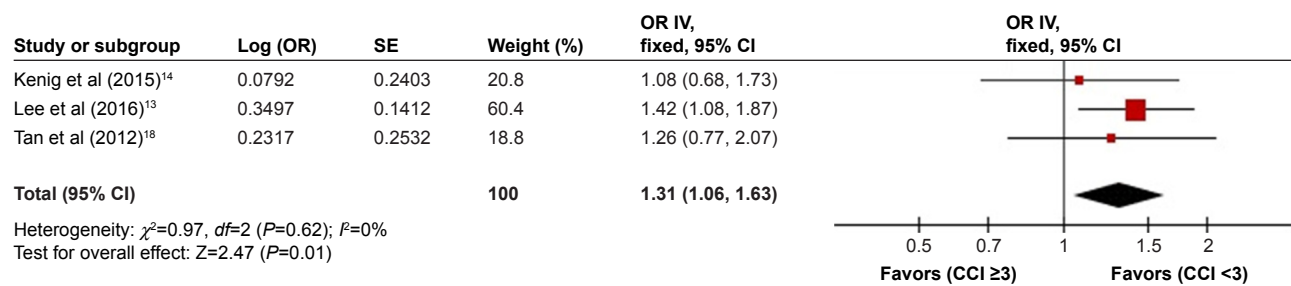 OR IV, OR IV,
Study or subgroup Log (OR) SE Weight (%) fixed, 95% CI fixed, 95% CI
Kenig et al (2015)¹⁴ 0.0792 0.2403 20.8 1.08 (0.68, 1.73)
Lee et al (2016)¹³ 0.3497 0.1412 60.4 1.42 (1.08, 1.87)
Tan et al (2012)¹⁸ 0.2317 0.2532 18.8 1.26 (0.77, 2.07)
Total (95% CI) 100 1.31 (1.06, 1.63)
Heterogeneity: χ²=0.97, df=2 (P=0.62); I²=0%
Test for overall effect: Z=2.47 (P=0.01)
0.5 0.7 1 1.5 2
Favors (CCI ≥3) Favors (CCI <3)